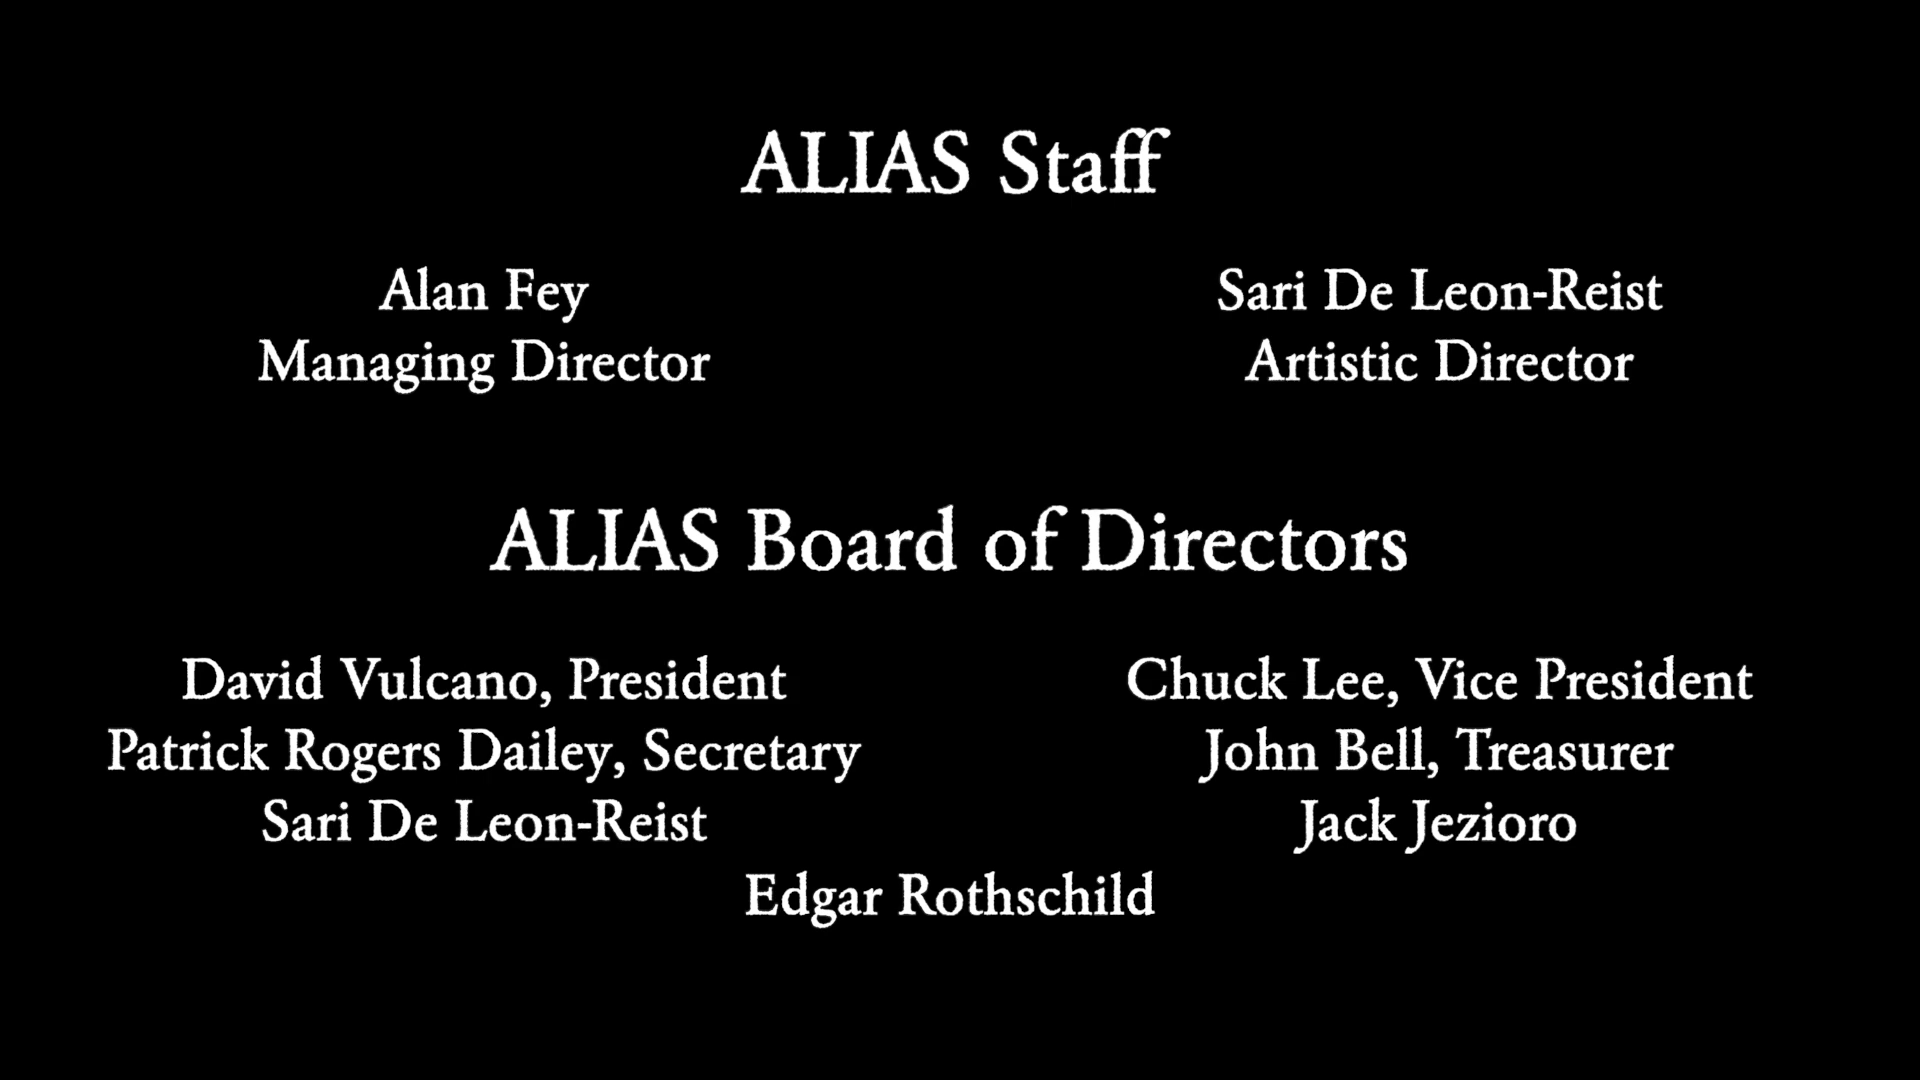 ALIAS Staff
Alan Fey
Managing Director
Sari De Leon-Reist
Artistic Director
ALIAS Board of Directors
David Vulcano, President
Chuck Lee, Vice President
Patrick Rogers Dailey, Secretary
John Bell, Treasurer
Sari De Leon-Reist
Jack Jezioro
Edgar Rothschild